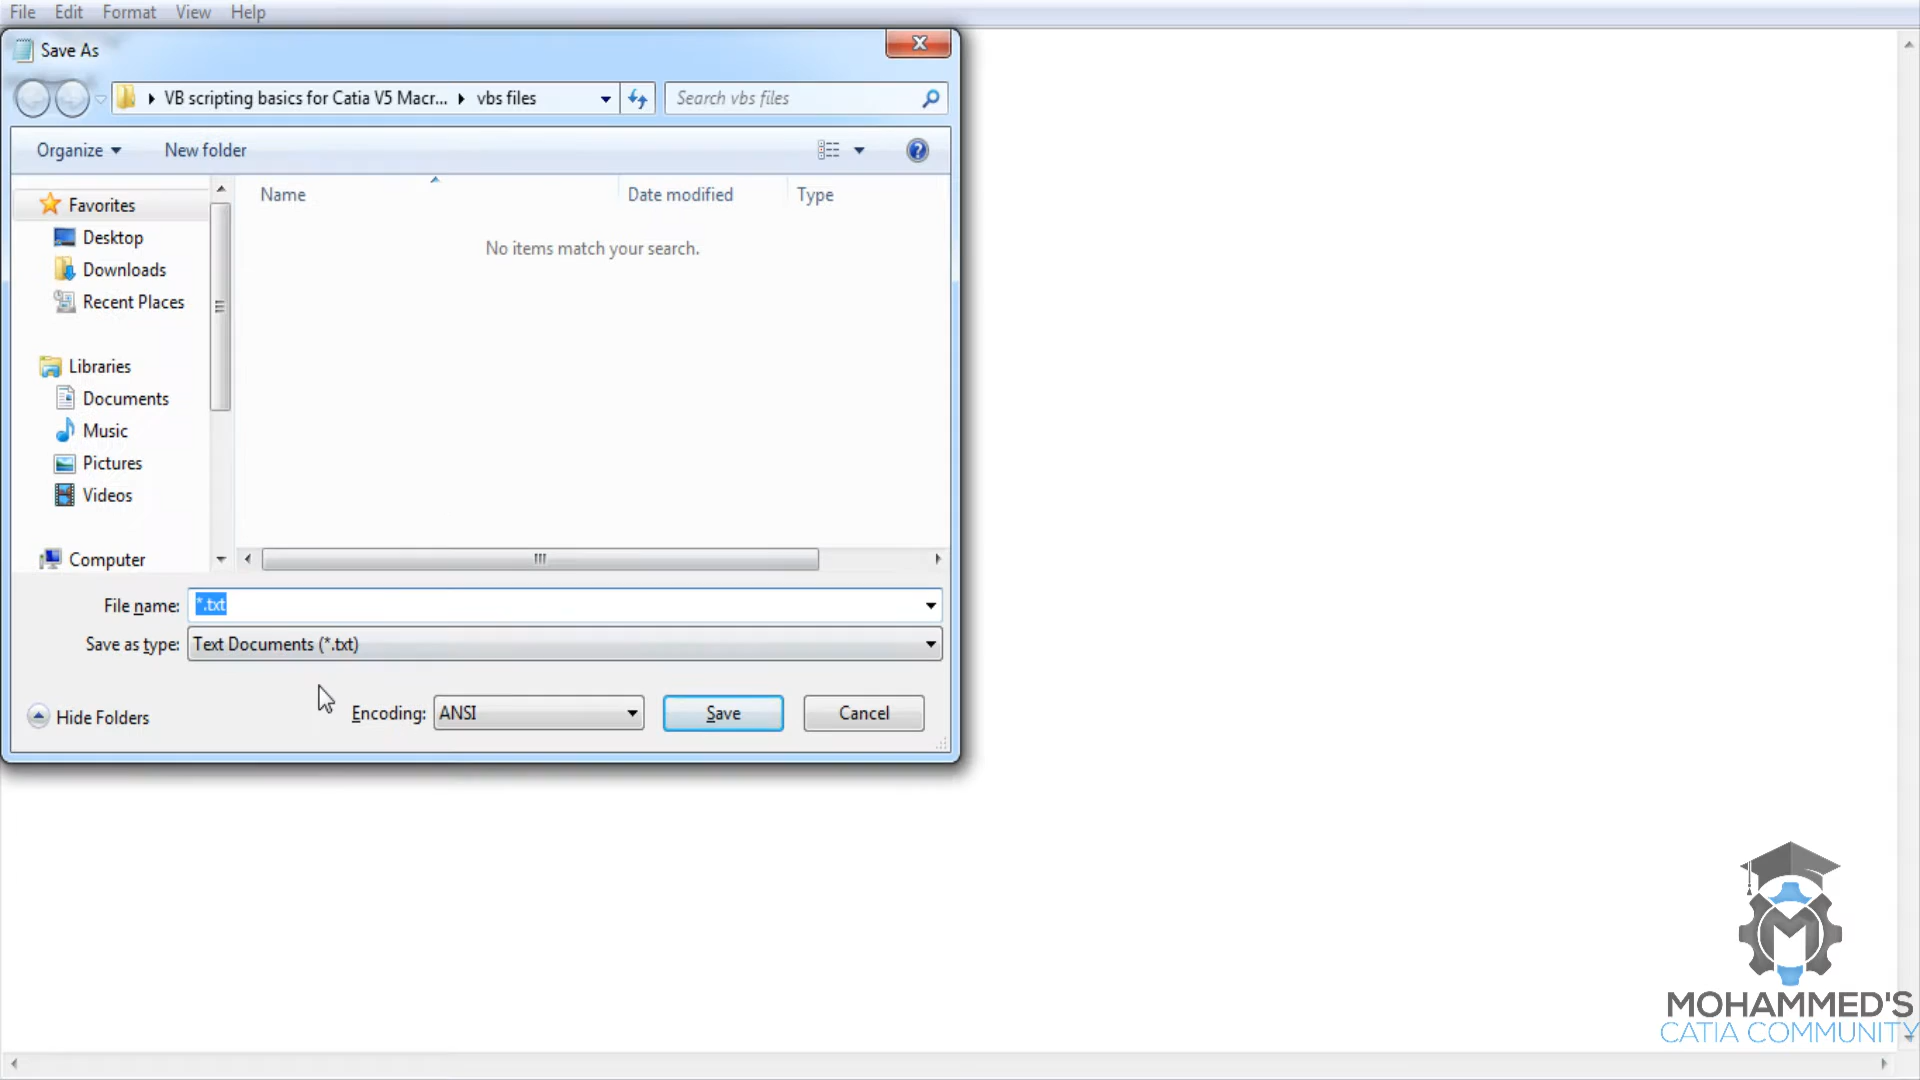 File Edit Format View Help
Save As
VB scripting basics for Catia V5 Macr... vbs files Search vbs files
Organize New folder
Name Date modified Type
No items match your search.
Favorites
Desktop
Downloads
Recent Places
Libraries
Documents
Music
Pictures
Videos
Computer
File name: *.txt
Save as type: Text Documents (*.txt)
Hide Folders Encoding: ANSI Save Cancel
MOHAMMED'S
CATIA COMMUNITY